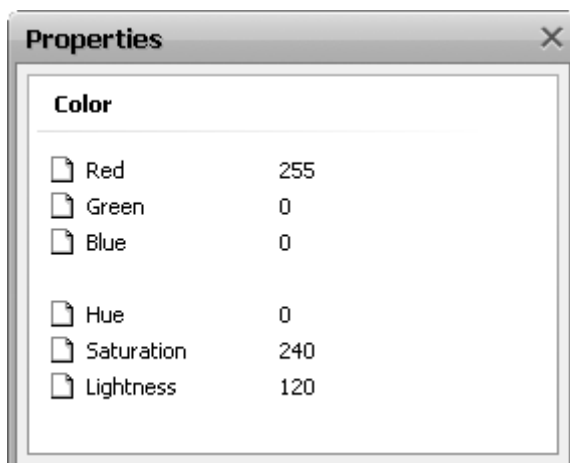 Properties
Color
Red 255
Green 0
Blue 0
Hue 0
Saturation 240
Lightness 120